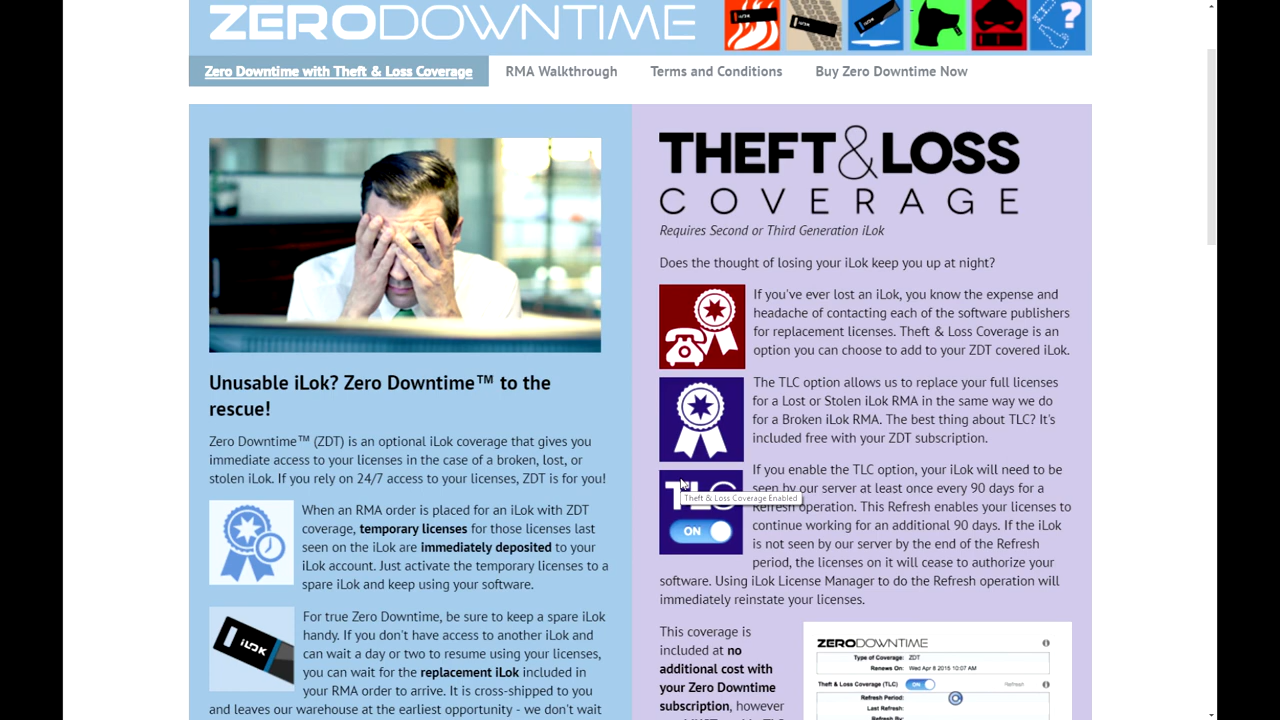 ZERODOWNTIME
?
Zero Downtime with Theft & Loss Coverage
RMA Walkthrough
Terms and Conditions
Buy Zero Downtime Now
Unusable iLok? Zero Downtime™ to the
rescue!
Zero Downtime™ (ZDT) is an optional iLok coverage that gives you
immediate access to your licenses in the case of a broken, lost, or
stolen iLok. If you rely on 24/7 access to your licenses, ZDT is for you!
When an RMA order is placed for an iLok with ZDT
coverage, temporary licenses for those licenses last
seen on the iLok are immediately deposited to your
iLok account. Just activate the temporary licenses to a
spare iLok and keep using your software.
iLOK
For true Zero Downtime, be sure to keep a spare iLok
handy. If you don't have access to another iLok and
can wait a day or two to resume using your licenses,
you can wait for the replacement iLok included in
your RMA order to arrive. It is cross-shipped to you
and leaves our warehouse at the earliest opportunity - we don't wait
THEFT&LOSS
COVERAGE
Requires Second or Third Generation iLok
Does the thought of losing your iLok keep you up at night?
If you've ever lost an iLok, you know the expense and
headache of contacting each of the software publishers
for replacement licenses. Theft & Loss Coverage is an
option you can choose to add to your ZDT covered iLok.
The TLC option allows us to replace your full licenses
for a Lost or Stolen iLok RMA in the same way we do
for a Broken iLok RMA. The best thing about TLC? It's
included free with your ZDT subscription.
TLC
Theft & Loss Coverage Enabled
ON
If you enable the TLC option, your iLok will need to be
seen by our server at least once every 90 days for a
Refresh operation. This Refresh enables your licenses to
continue working for an additional 90 days. If the iLok
is not seen by our server by the end of the Refresh
period, the licenses on it will cease to authorize your
software. Using iLok License Manager to do the Refresh operation will
immediately reinstate your licenses.
This coverage is
included at no
additional cost with
your Zero Downtime
subscription, however
ZERODOWNTIME
Type of Coverage: ZDT
Renews On: Wed Apr 8 2015 10:07 AM
Theft & Loss Coverage (TLC) ON Refresh
Refresh Period:
Last Refresh:
Refresh By: